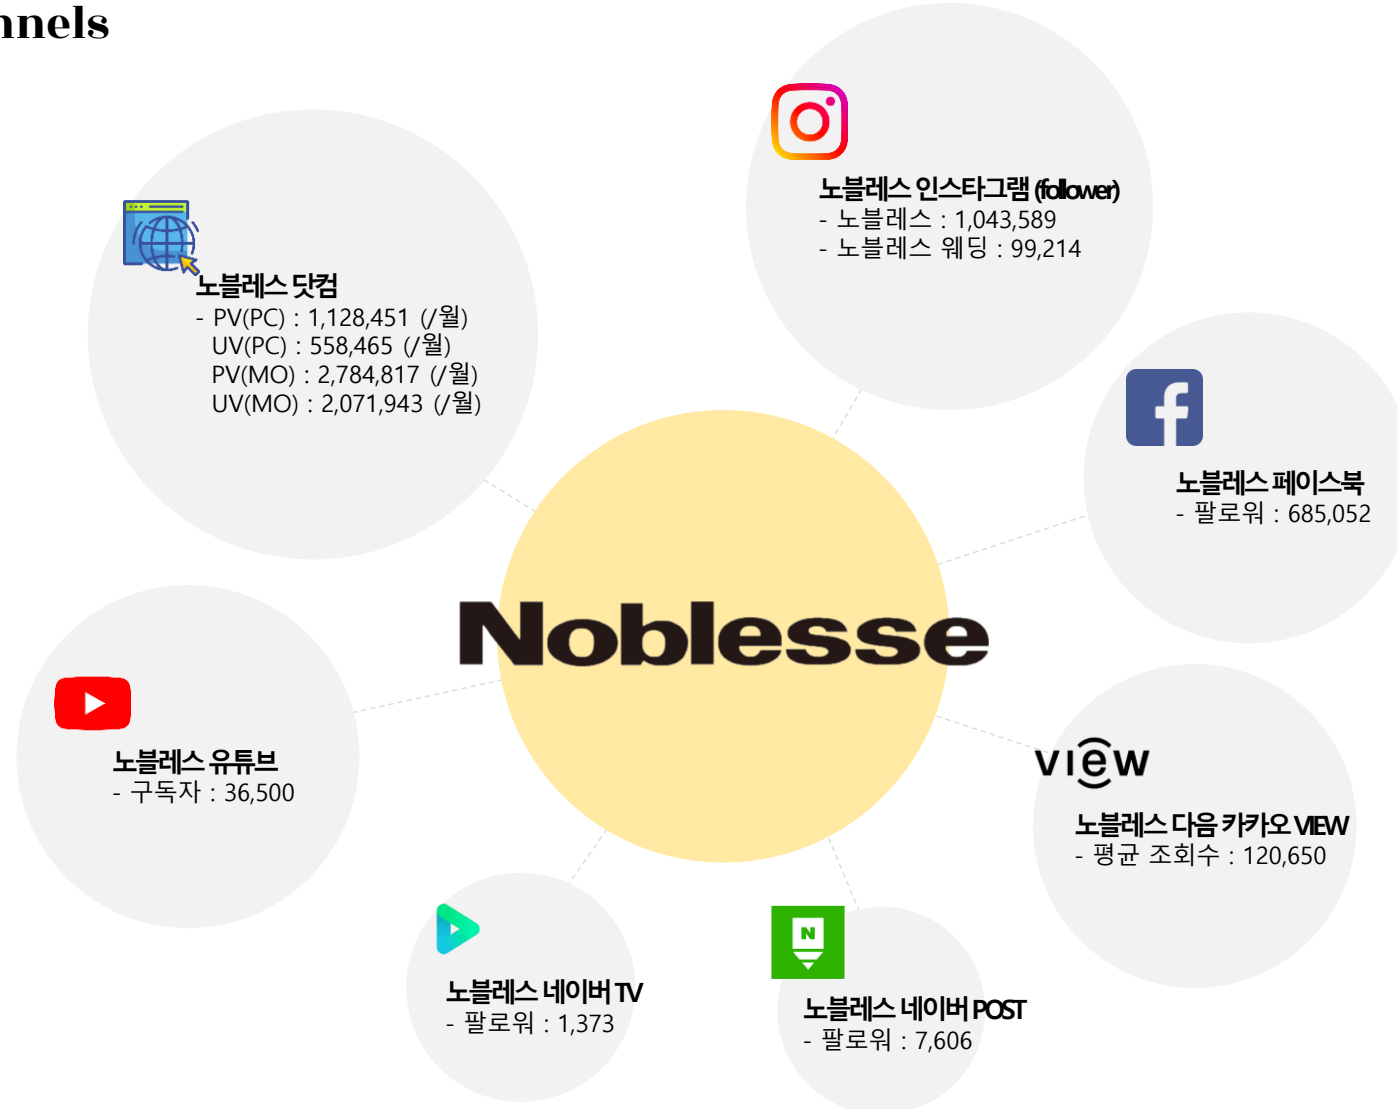 nnels
노블레스 인스타그램 (follower)
- 노블레스 : 1,043,589
- 노블레스 웨딩 : 99,214
노블레스 닷컴
- PV(PC) : 1,128,451 (/월)
UV(PC) : 558,465 (/월)
PV(MO) : 2,784,817 (/월)
UV(MO) : 2,071,943 (/월)
노블레스 페이스북
- 팔로워 : 685,052
Noblesse
노블레스 유튜브
- 구독자 : 36,500
view
노블레스 다음 카카오 VIEW
- 평균 조회수 : 120,650
노블레스 네이버 TV
- 팔로워 : 1,373
N
노블레스 네이버 POST
- 팔로워 : 7,606